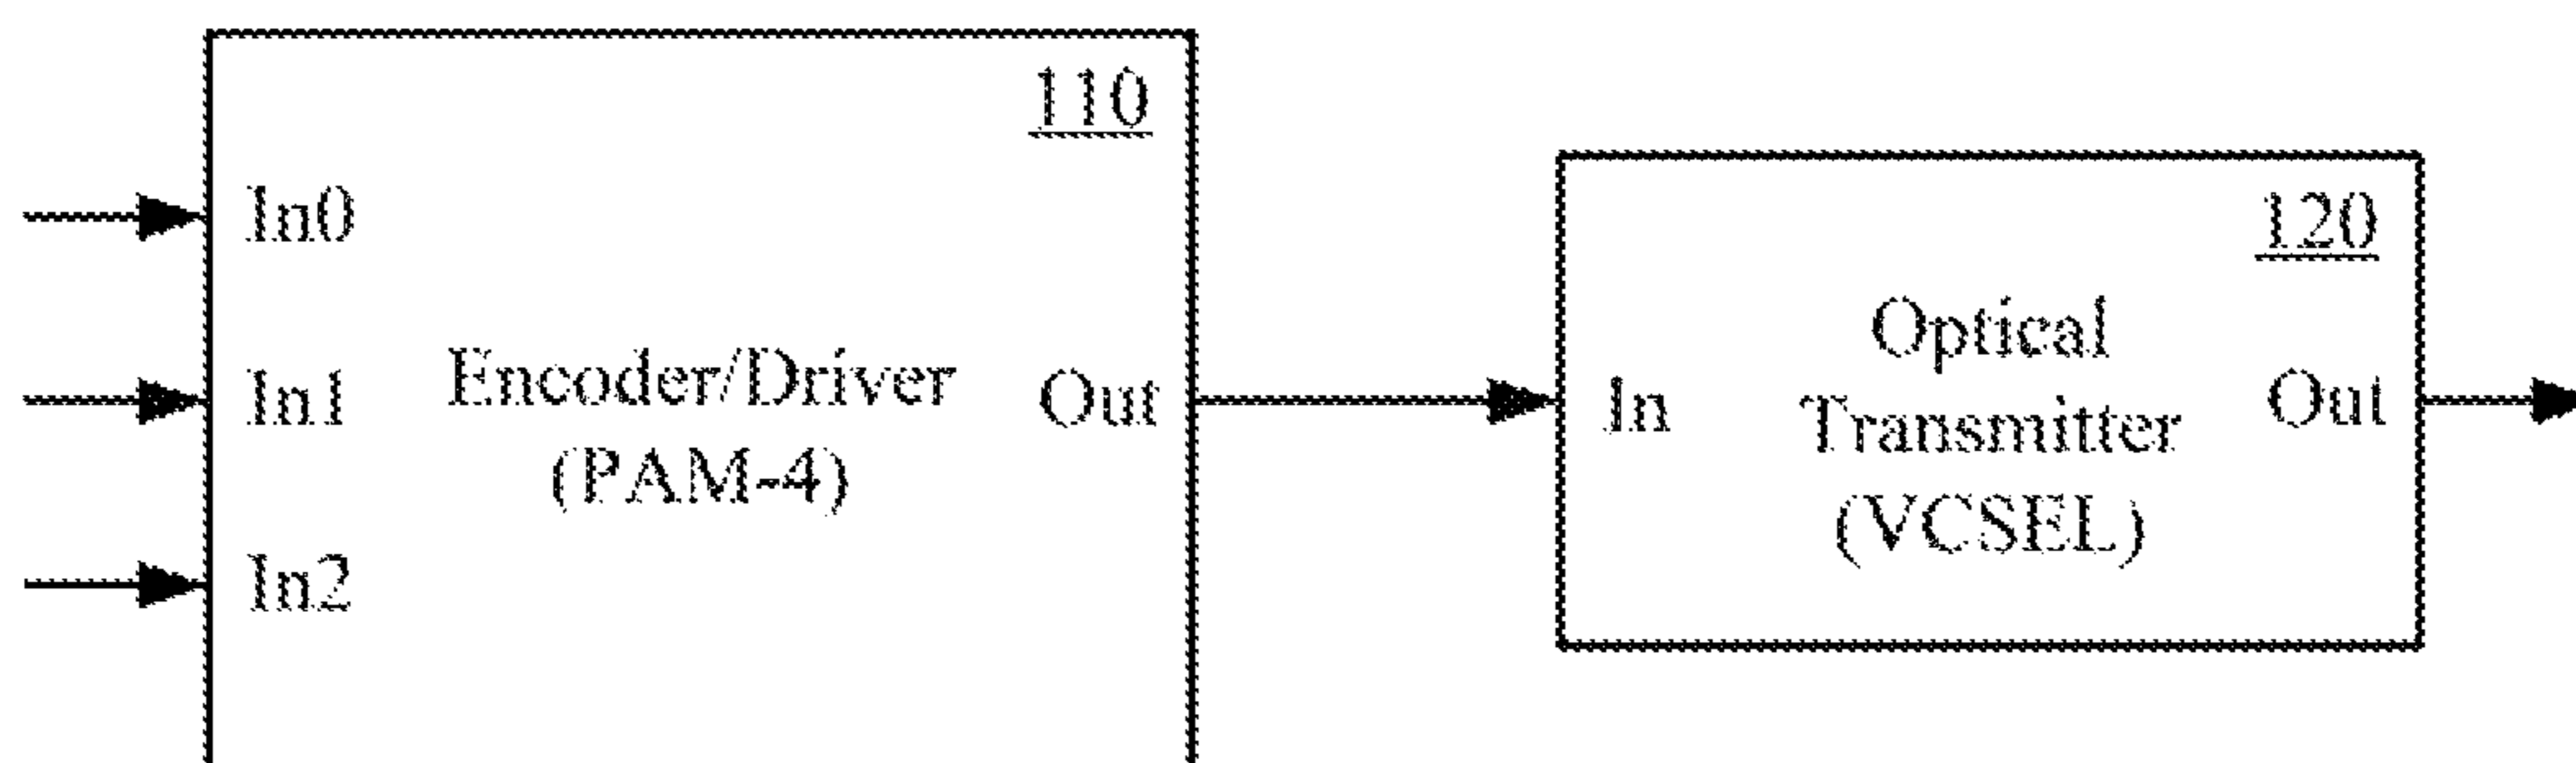 110
In0
In1
In2
Encoder/Driver
(PAM-4)
Out
120
In
Optical
Transmitter
(VCSEL)
Out